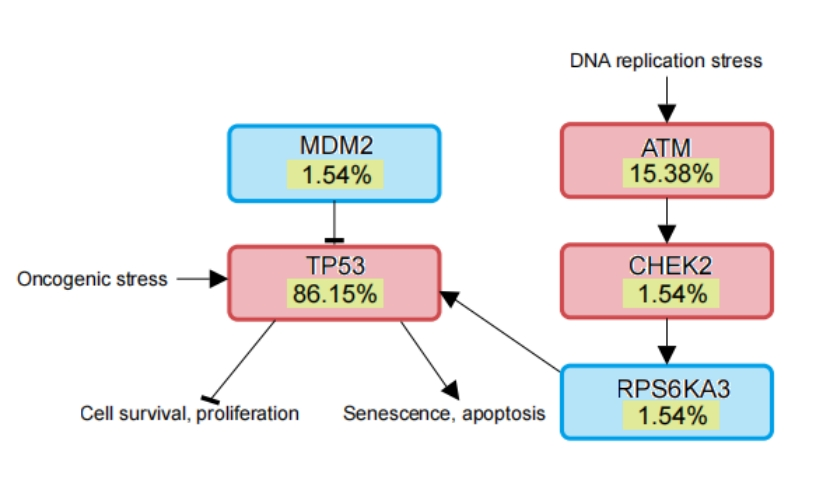 DNA replication stress
MDM2
1.54%
ATM
15.38%
TP53
86.15%
CHEK2
1.54%
Oncogenic stress
RPS6KA3
1.54%
Cell survival, proliferation
Senescence, apoptosis